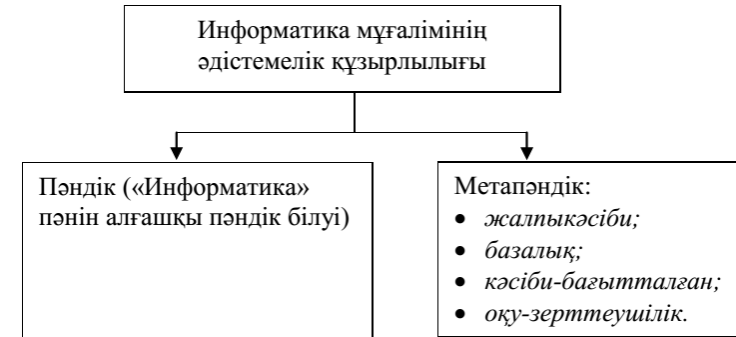 Информатика мұғалімінің
әдістемелік құзырлылығы
Пәндік («Информатика»
пәнін алғашқы пәндік білуі)
Метапәндік:
• жалпыкәсіби;
• базалық;
• кәсіби-бағытталған;
• оқу-зерттеушілік.